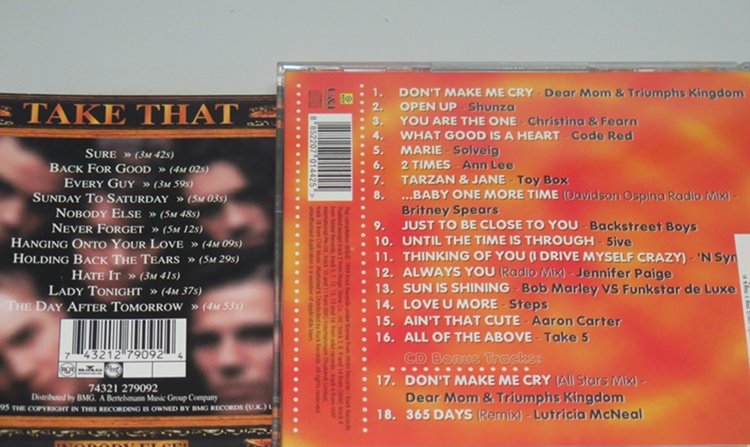 TAKE THAT
SURE » (3M 42S)
BACK FOR GOOD » (4M 02S)
EVERY GUY » (3M 59S)
SUNDAY TO SATURDAY » (5M 03S)
NOBODY ELSE » (5M 48S)
NEVER FORGET » (5M 12S)
HANGING ONTO YOUR LOVE » (4M 09S)
HOLDING BACK THE TEARS » (5M 29S)
HATE IT » (3M 41S)
LADY TONIGHT » (4M 37S)
THE DAY AFTER TOMORROW » (4M 53S)
7 43212 79092 4
74321 279092
Distributed by BMG. A Bertelsmann Music Group Company
95 THE COPYRIGHT IN THIS RECORDING IS OWNED BY BMG RECORDS (U.K.)
NOBODY ELSE
8 852207 014425 >
1. DON'T MAKE ME CRY - Dear Mom & Triumphs Kingdom
2. OPEN UP - Shunza
3. YOU ARE THE ONE - Christina & Fearn
4. WHAT GOOD IS A HEART - Code Red
5. MARIE - Solveig
6. 2 TIMES - Ann Lee
7. TARZAN & JANE - Toy Box
8. ...BABY ONE MORE TIME (Davidson Ospina Radio Mix) -
Britney Spears
9. JUST TO BE CLOSE TO YOU - Backstreet Boys
10. UNTIL THE TIME IS THROUGH - 5ive
11. THINKING OF YOU (I DRIVE MYSELF CRAZY) - 'N Syn
12. ALWAYS YOU (Radio Mix) - Jennifer Paige
13. SUN IS SHINING - Bob Marley VS Funkstar de Luxe
14. LOVE U MORE - Steps
15. AIN'T THAT CUTE - Aaron Carter
16. ALL OF THE ABOVE - Take 5
CD Bonus Tracks:
17. DON'T MAKE ME CRY (All Stars Mix) -
Dear Mom & Triumphs Kingdom
18. 365 DAYS (Remix) - Lutricia McNeal